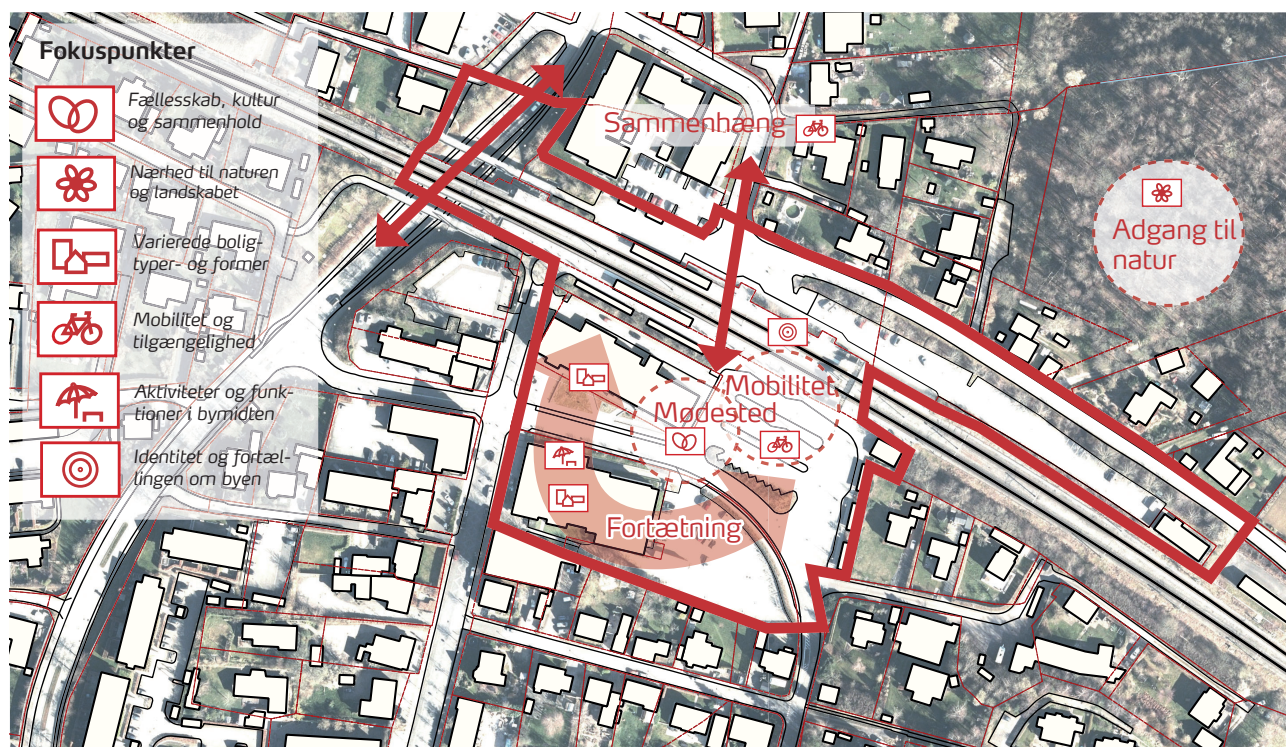 Fokuspunkter
Fællesskab, kultur
og sammenhold
Nærhed til naturen
og landskabet
Varierede bolig-
typer- og former
Mobilitet og
tilgængelighed
Aktiviteter og funk-
tioner i bymidten
Identitet og fortæl-
lingen om byen
Sammenhæng
Adgang til
natur
Mobilitet
Mødested
Fortætning